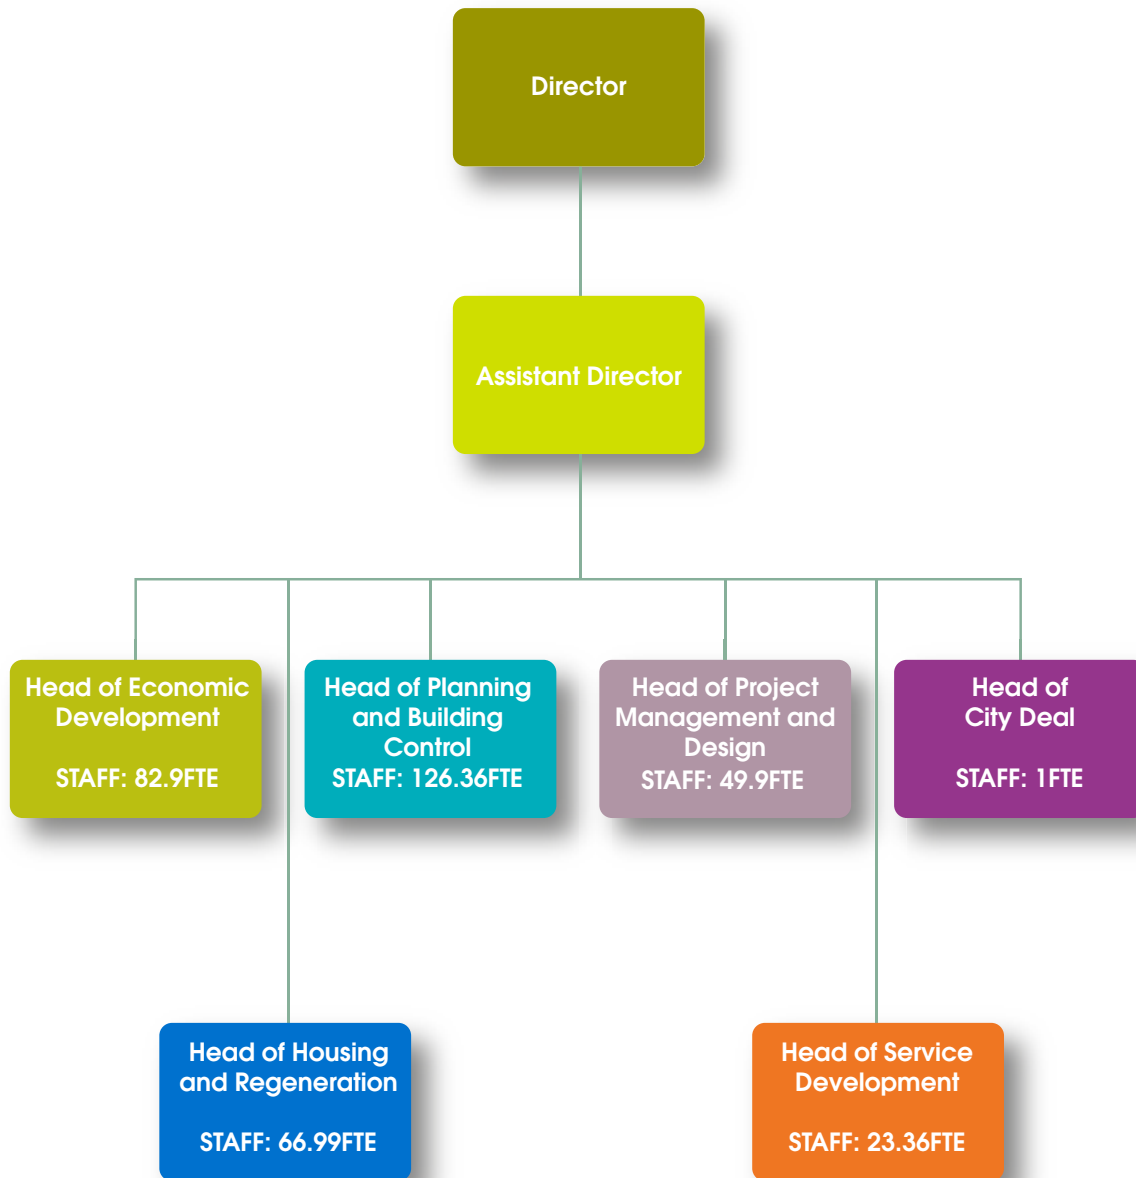 Director
Assistant Director
Head of Economic
Development
STAFF: 82.9FTE
Head of Planning
and Building
Control
STAFF: 126.36FTE
Head of Project
Management and
Design
STAFF: 49.9FTE
Head of
City Deal
STAFF: 1FTE
Head of Housing
and Regeneration
STAFF: 66.99FTE
Head of Service
Development
STAFF: 23.36FTE